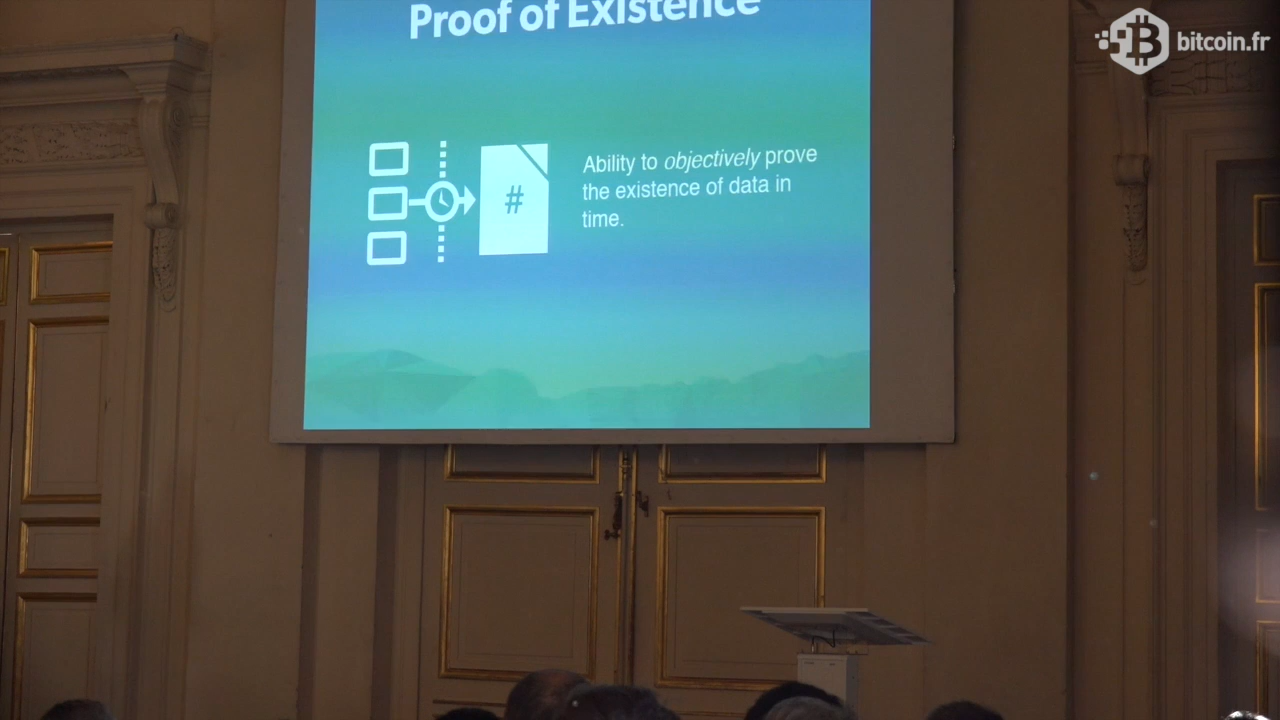 Proof of Existence
bitcoin.fr
#
Ability to objectively prove
the existence of data in
time.